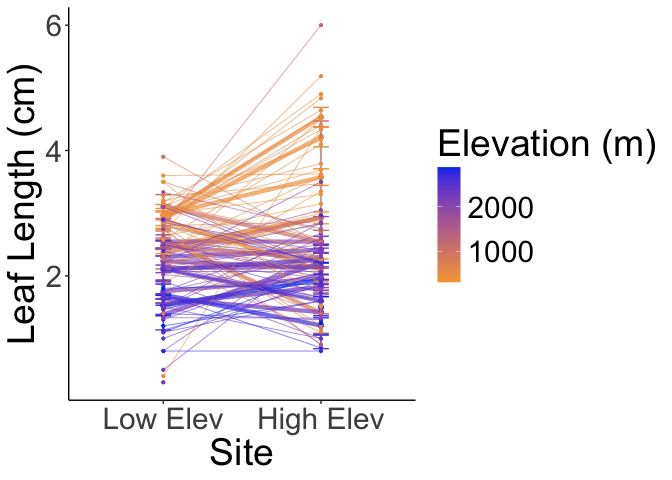 Leaf Length (cm)
6
4
2
Low Elev
High Elev
Site
Elevation (m)
2000
1000